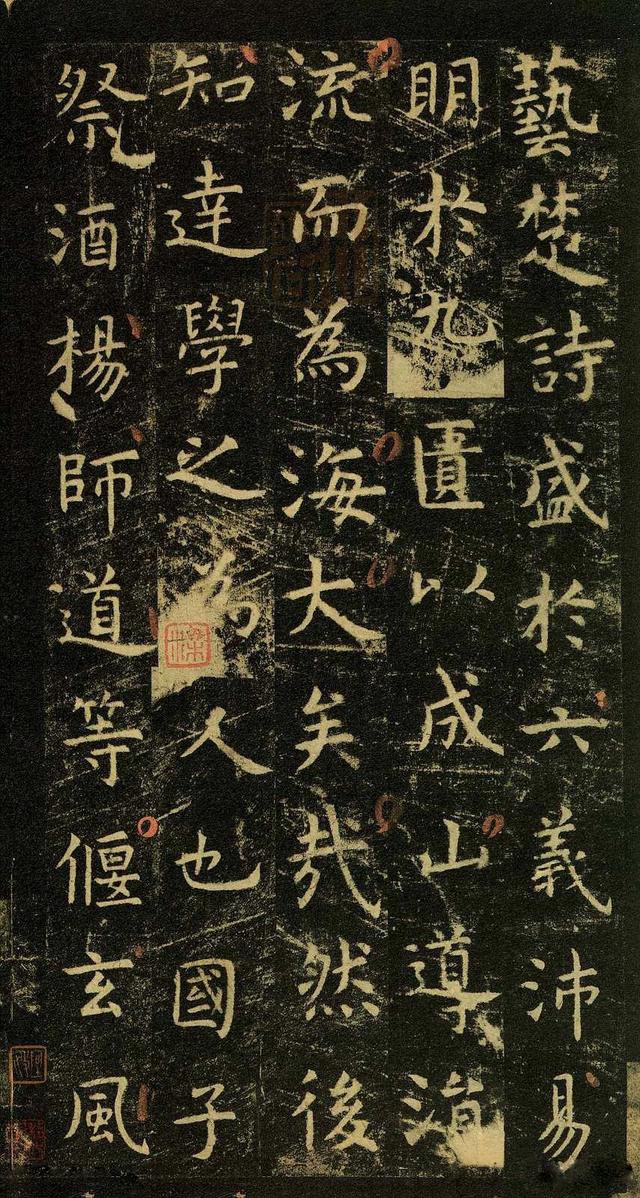 藝楚詩盛於六義沛易
明於九匱以成山導涓
流而為海大矣哉然後
知達學之為人也國子
祭酒楊師道等偃玄風